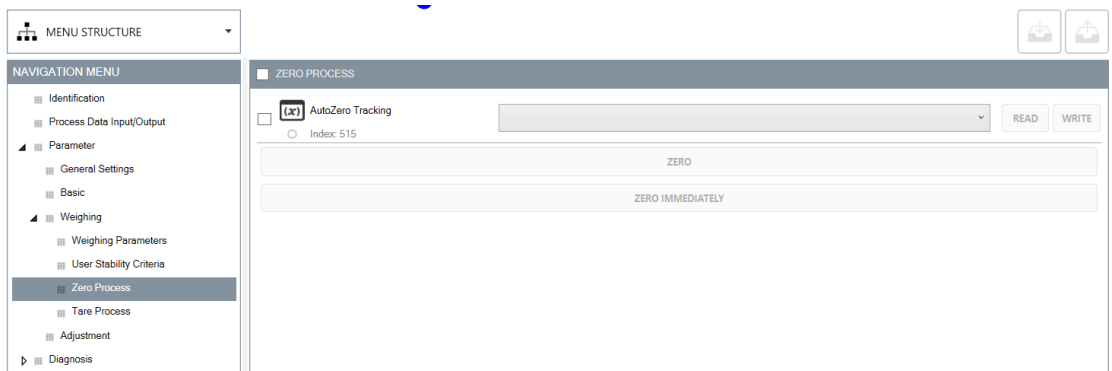 MENU STRUCTURE
NAVIGATION MENU
Identification
Process Data Input/Output
Parameter
General Settings
Basic
Weighing
Weighing Parameters
User Stability Criteria
Zero Process
Tare Process
Adjustment
Diagnosis
ZERO PROCESS
(x) AutoZero Tracking
Index: 515
READ WRITE
ZERO
ZERO IMMEDIATELY